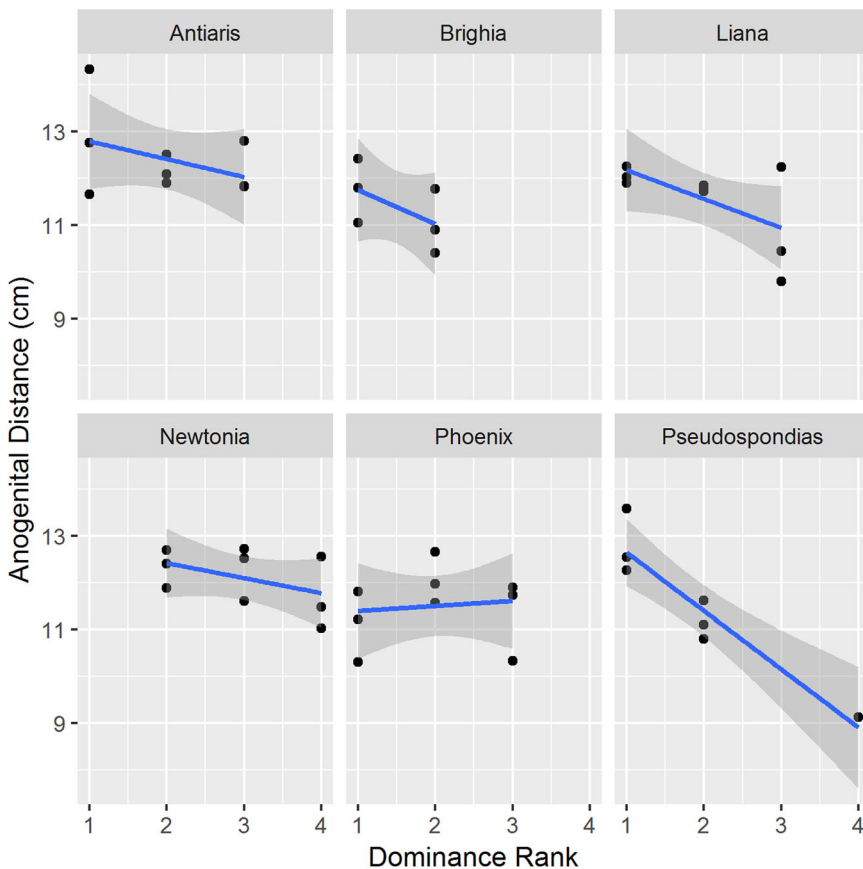 Antiaris Brighia Liana
13
11
9
Newtonia Phoenix Pseudospondias
13
11
9
1 2 3 4 1 2 3 4 1 2 3 4
Dominance Rank
Anogenital Distance (cm)